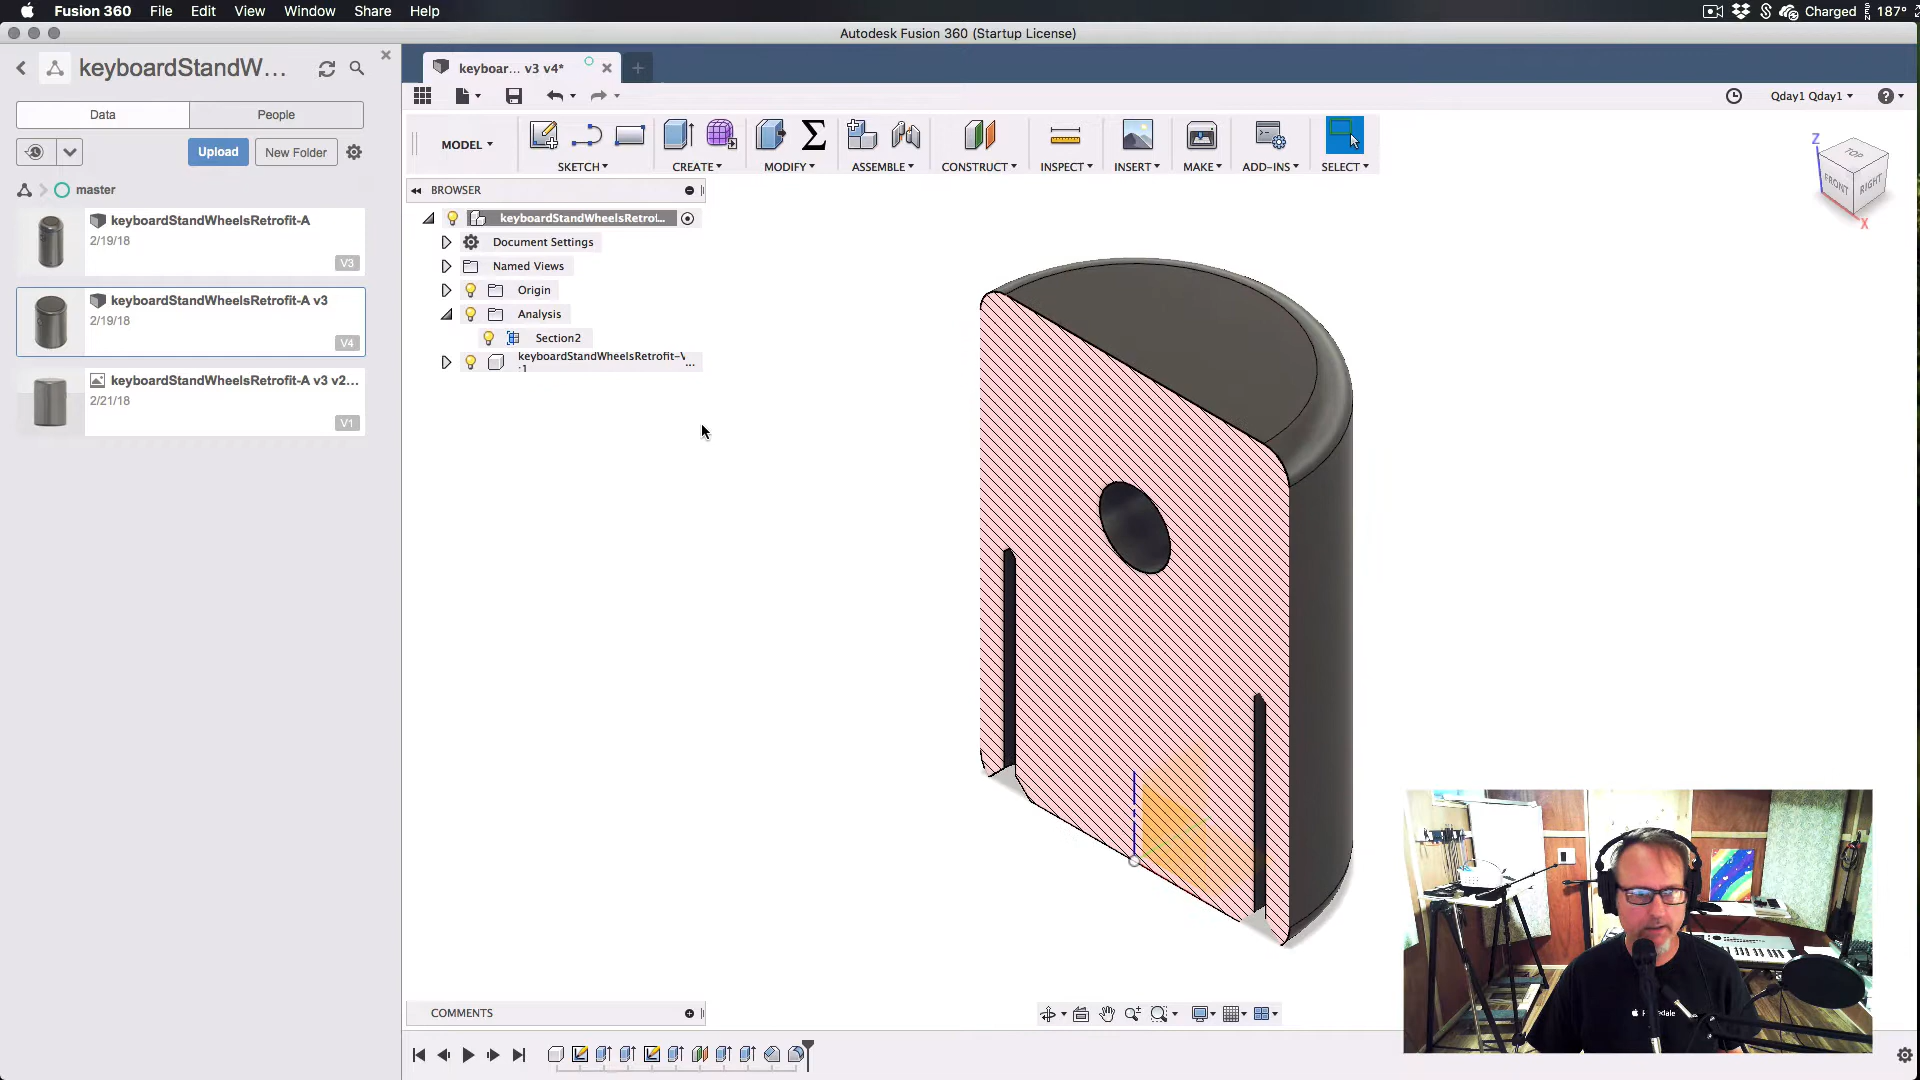 Fusion 360 File Edit View Window Share Help
Charged 187°
Autodesk Fusion 360 (Startup License)
keyboardStandW...
keyboar... v3 v4*
Data People
Qday1 Qday1
Upload New Folder
MODEL
SKETCH CREATE MODIFY ASSEMBLE CONSTRUCT INSPECT INSERT MAKE ADD-INS SELECT
TOP
FRONT
RIGHT
Z
X
master
BROWSER
keyboardStandWheelsRetrofit-A
2/19/18
V3
keyboardStandWheelsRetrofit-A v3
2/19/18
V4
keyboardStandWheelsRetrofit-A v3 v2...
2/21/18
V1
keyboardStandWheelsRetrof...
Document Settings
Named Views
Origin
Analysis
Section2
keyboardStandWheelsRetrofit-V
:1 ...
COMMENTS